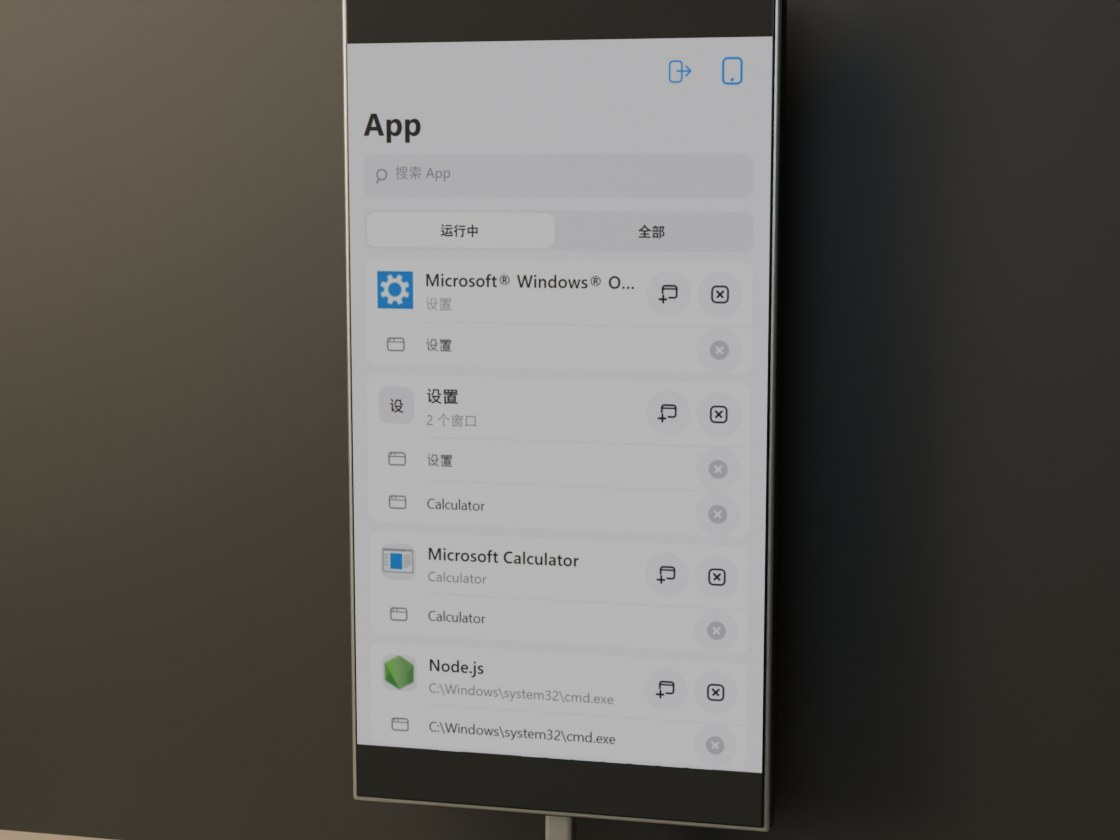 App
搜索 App
运行中
全部
Microsoft® Windows® O...
设置
设置
设
设置
2 个窗口
设置
Calculator
Microsoft Calculator
Calculator
Calculator
Node.js
C:\Windows\system32\cmd.exe
C:\Windows\system32\cmd.exe